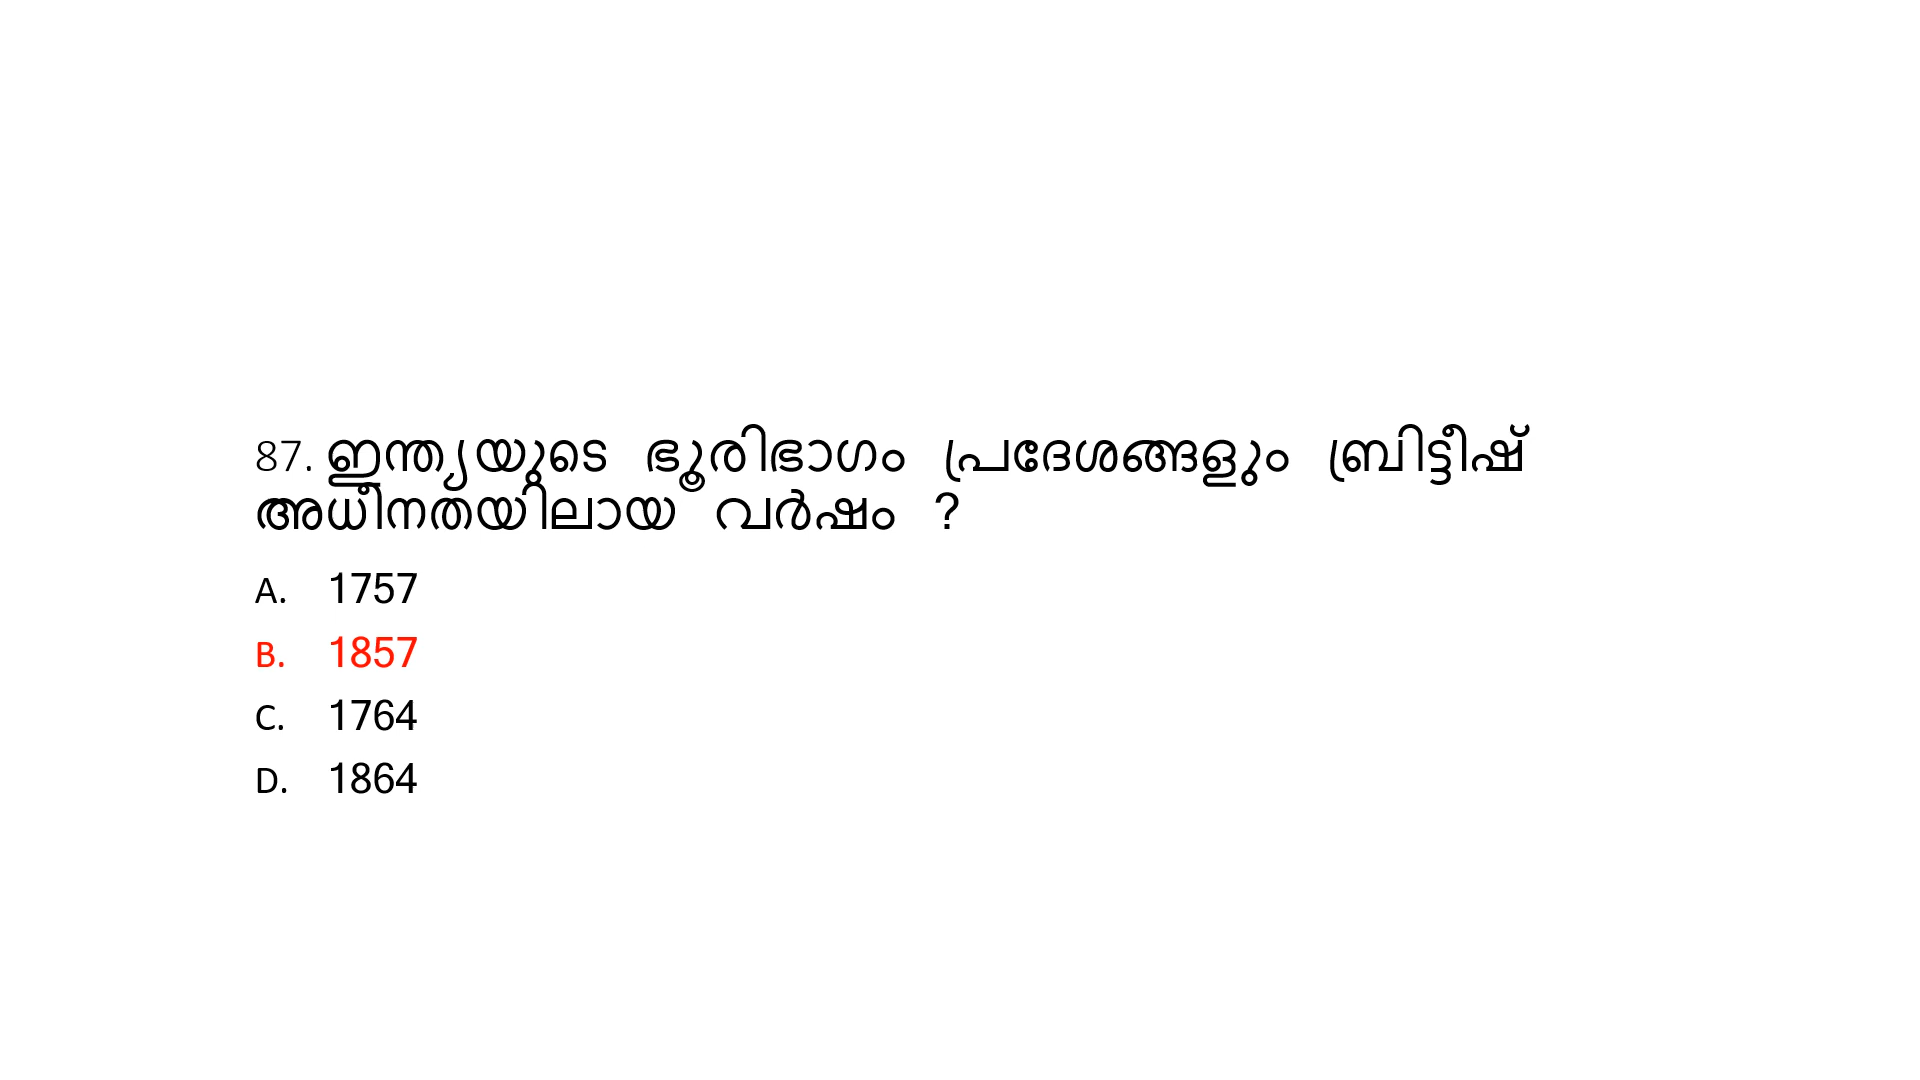 87. ഇന്ത്യയുടെ ഭൂരിഭാഗം പ്രദേശങ്ങളും ബ്രിട്ടീഷ്
അധീനതയിലായ വർഷം ?
A. 1757
B. 1857
C. 1764
D. 1864